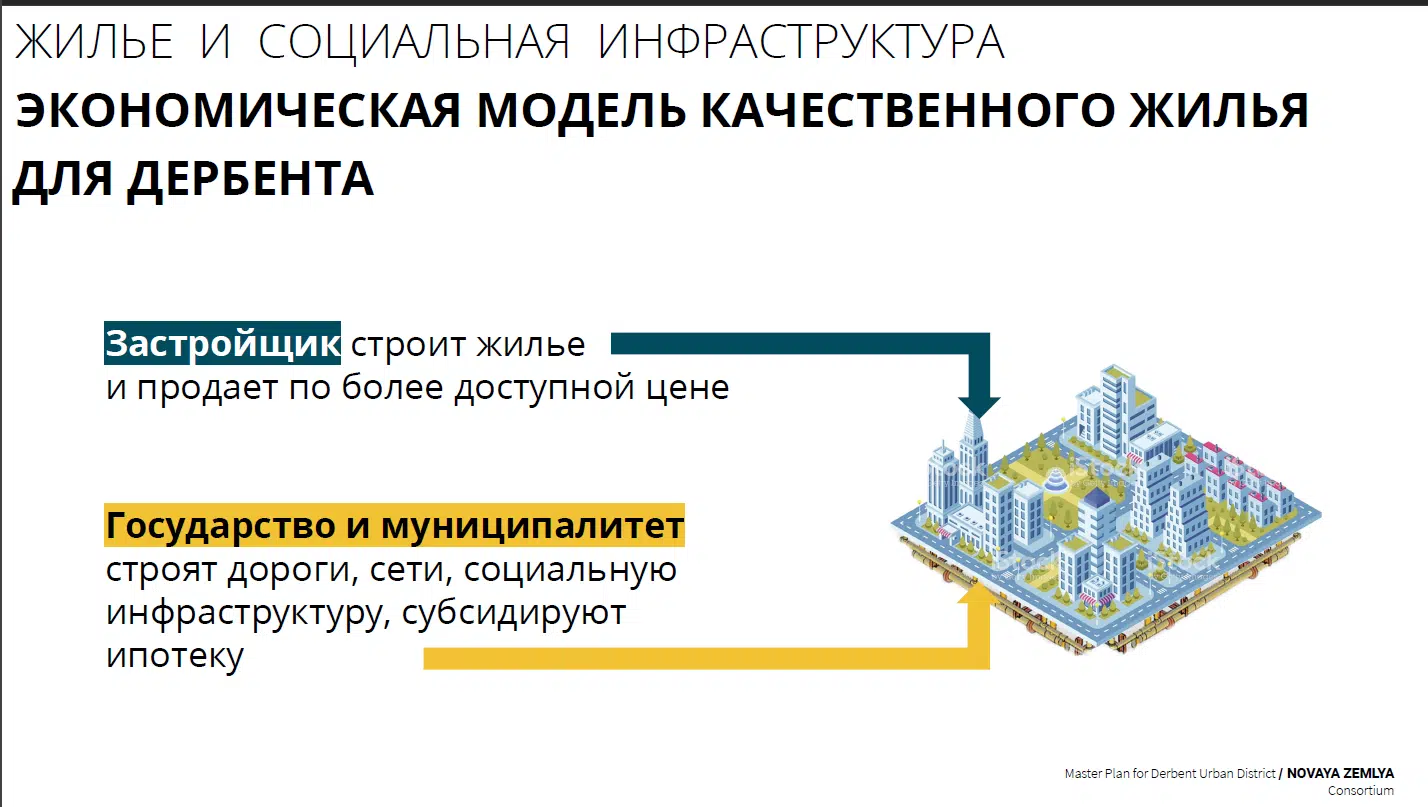 ЖИЛЬЕ И СОЦИАЛЬНАЯ ИНФРАСТРУКТУРА
ЭКОНОМИЧЕСКАЯ МОДЕЛЬ КАЧЕСТВЕННОГО ЖИЛЬЯ
ДЛЯ ДЕРБЕНТА
Застройщик строит жилье
и продает по более доступной цене
Государство и муниципалитет
строят дороги, сети, социальную
инфраструктуру, субсидируют
ипотеку
Master Plan for Derbent Urban District / NOVAYA ZEMLYA
Consortium